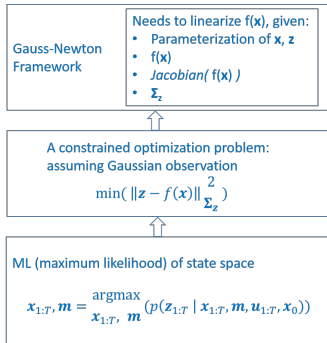 Gauss-Newton
Framework
Needs to linearize f(x), given:
• Parameterization of x, z
• f(x)
• Jacobian( f(x) )
• Σz
A constrained optimization problem:
assuming Gaussian observation
min( ‖z − f(x)‖²_Σz )
ML (maximum likelihood) of state space
x1:T, m = argmax x1:T, m (p(z1:T | x1:T, m, u1:T, x0))